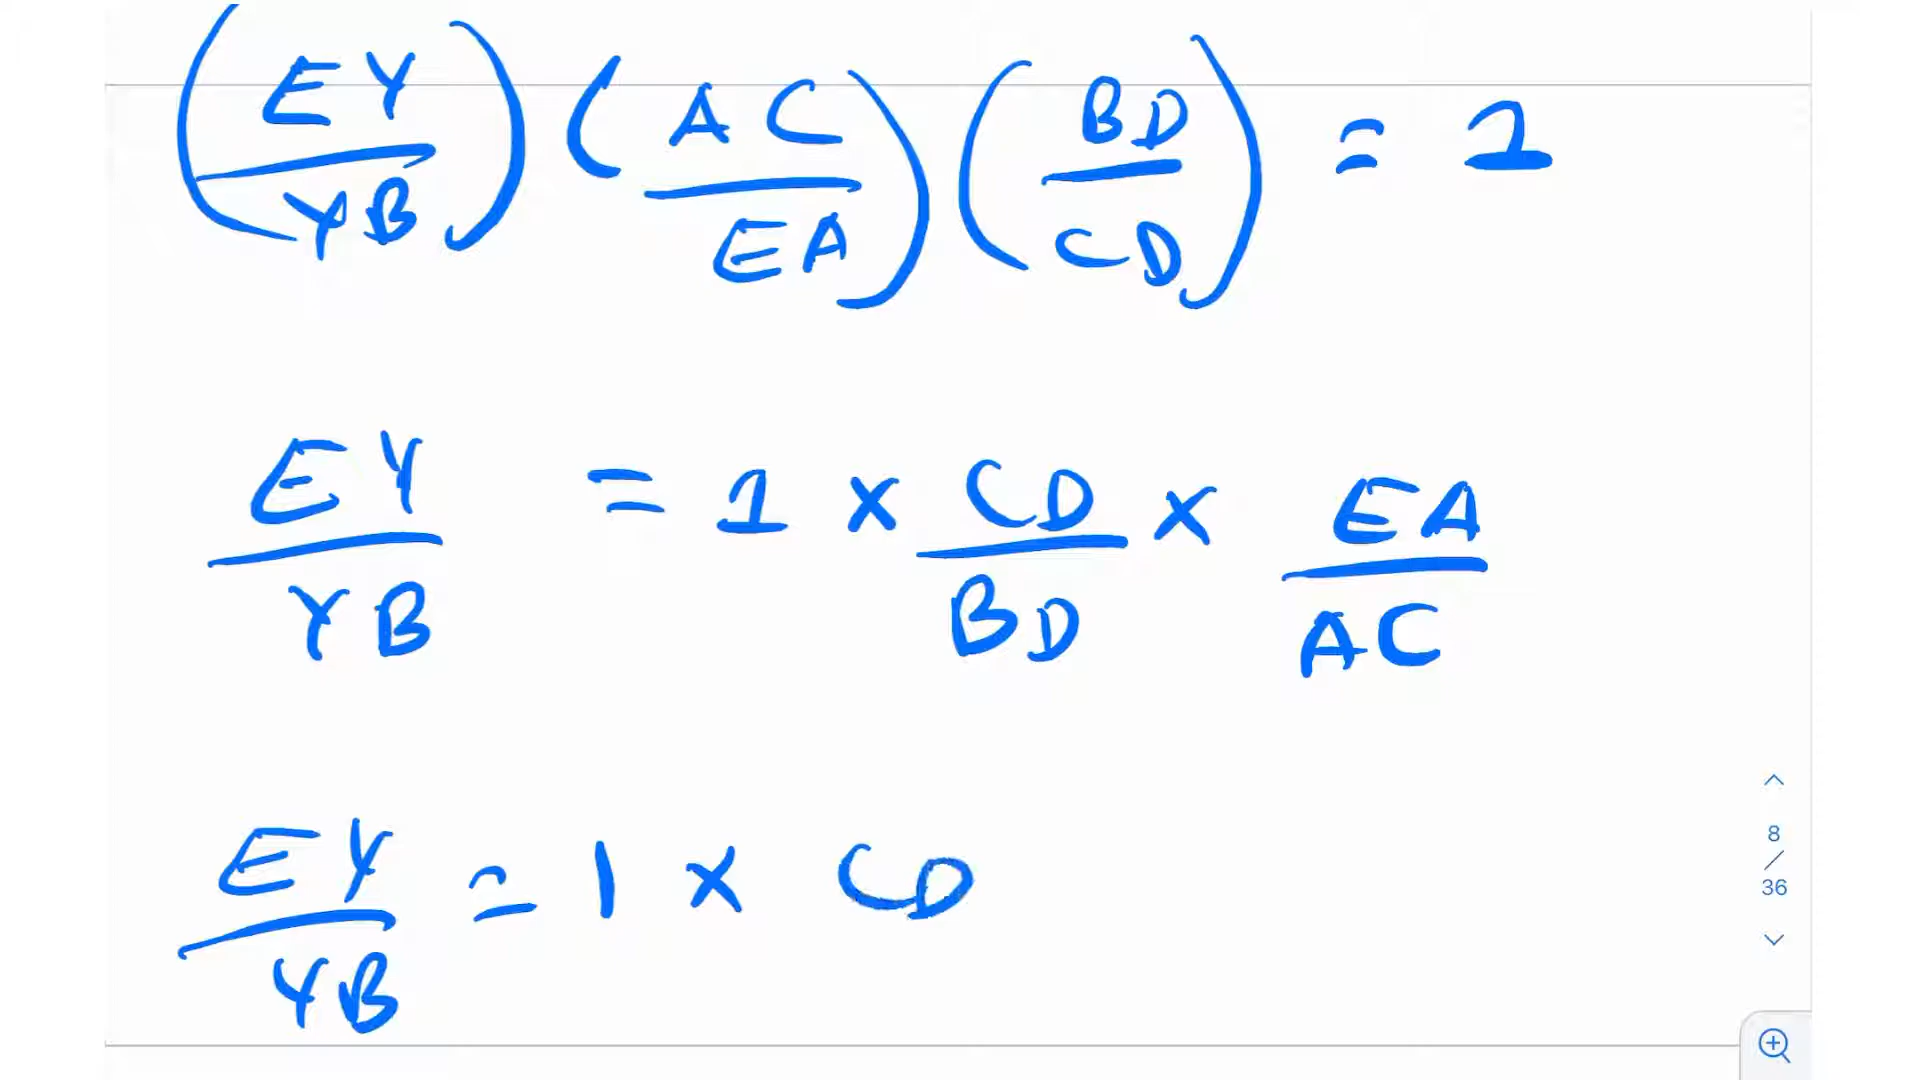 (EY/YB) (AC/EA) (BD/CD) = 1
EY/YB = 1 × CD/BD × EA/AC
EY/YB = 1 × CD
8
/
36